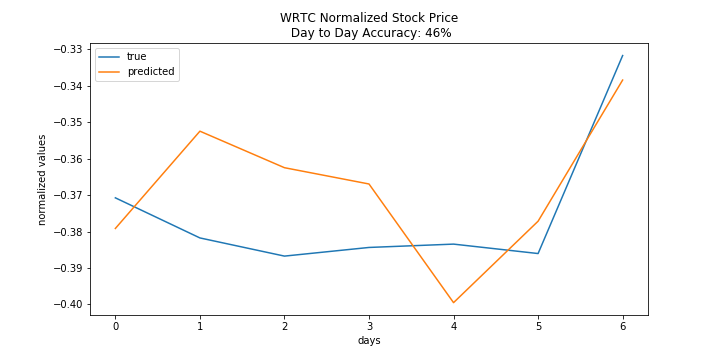 WRTC Normalized Stock Price
Day to Day Accuracy: 46%
true
predicted
normalized values
−0.33
−0.34
−0.35
−0.36
−0.37
−0.38
−0.39
−0.40
0 1 2 3 4 5 6
days